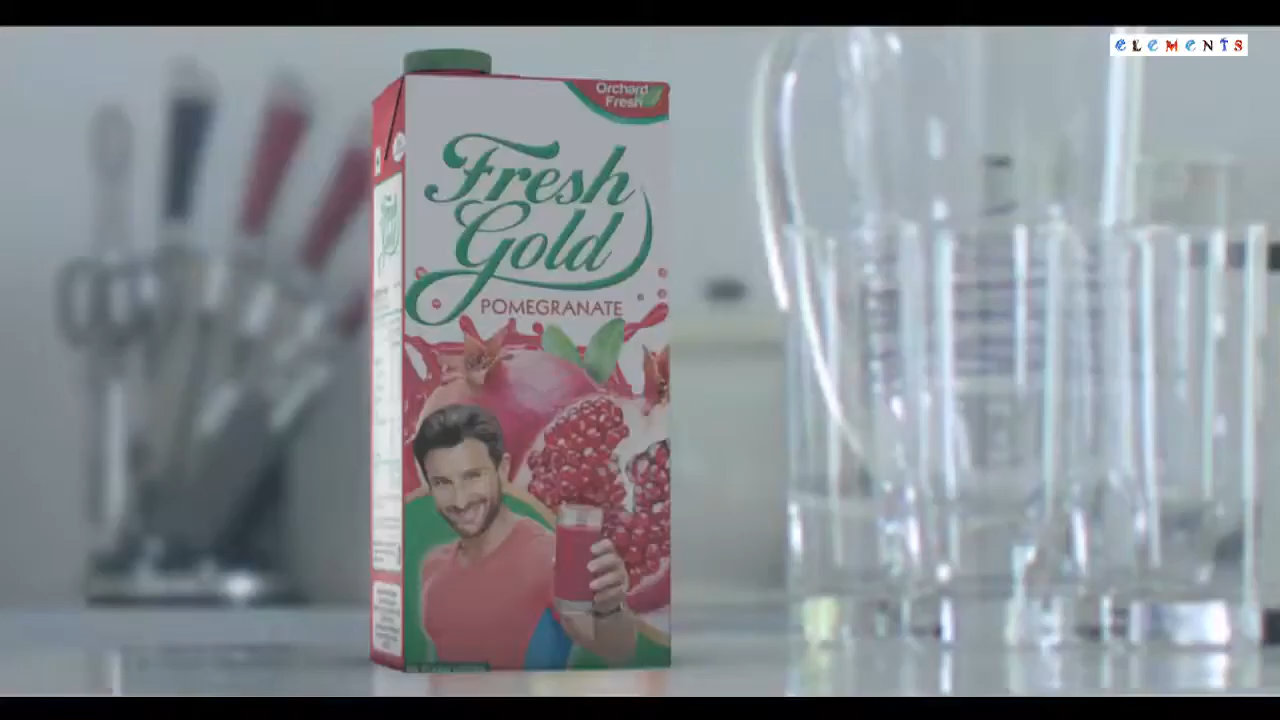 ELEMENTS
Orchard
Fresh
Fresh
Gold
POMEGRANATE